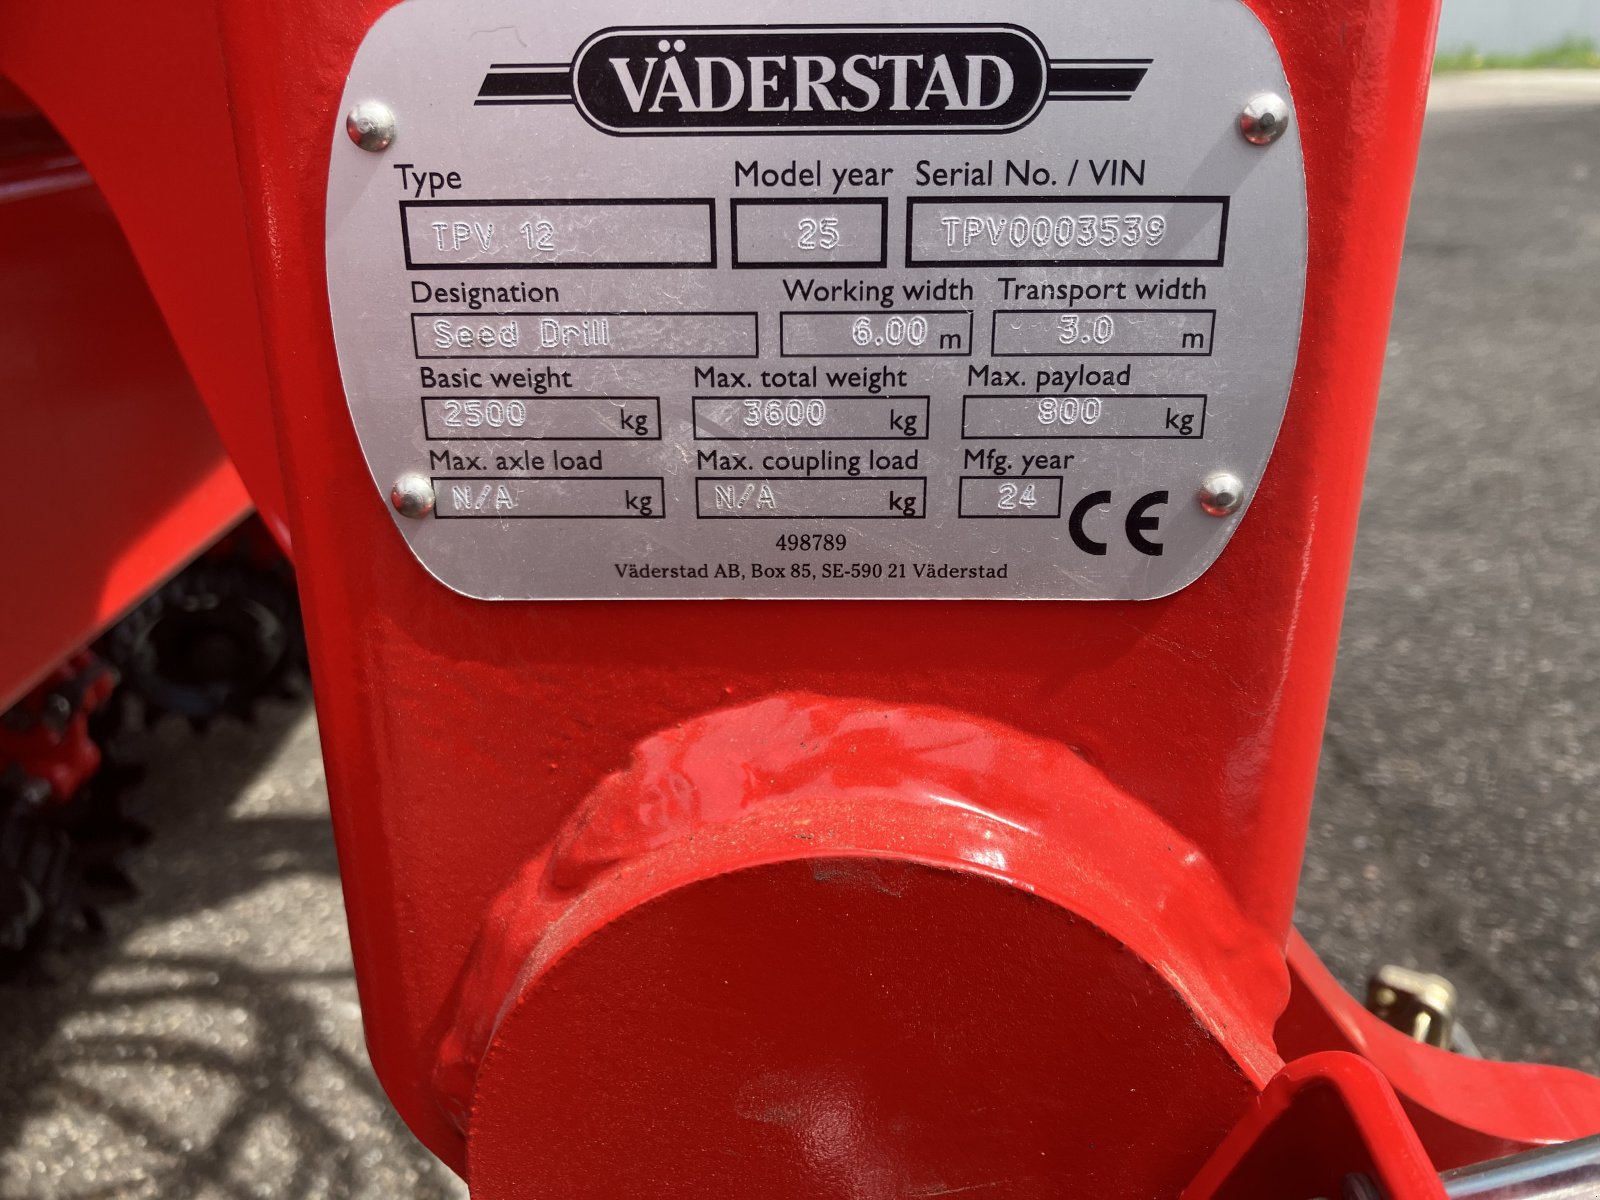 VÄDERSTAD
Type Model year Serial No. / VIN
TPV 12 25 TPV0003539
Designation Working width Transport width
Seed Drill 6.00 m 3.0 m
Basic weight Max. total weight Max. payload
2500 kg 3600 kg 800 kg
Max. axle load Max. coupling load Mfg. year
N/A kg N/A kg 24 CE
498789
Väderstad AB, Box 85, SE-590 21 Väderstad